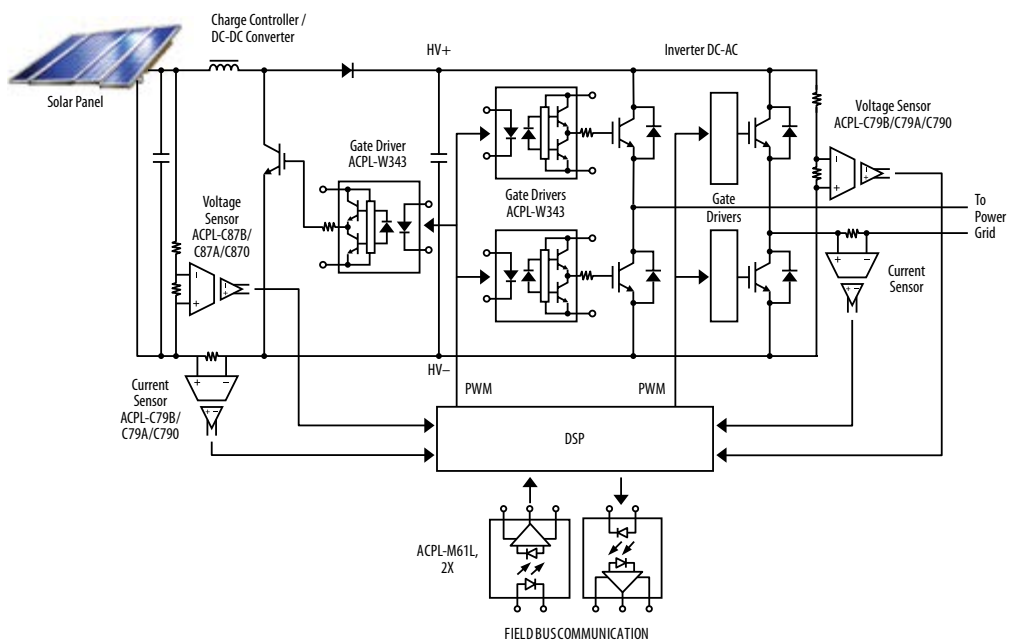 Charge Controller /
DC-DC Converter
HV+
Inverter DC-AC
Solar Panel
Gate Driver
ACPL-W343
Voltage
Sensor
ACPL-C87B/
C87A/C870
Gate Drivers
ACPL-W343
Gate
Drivers
Voltage Sensor
ACPL-C79B/C79A/C790
To
Power
Grid
Current
Sensor
HV–
Current
Sensor
ACPL-C79B/
C79A/C790
PWM
PWM
DSP
ACPL-M61L,
2X
FIELD BUS COMMUNICATION